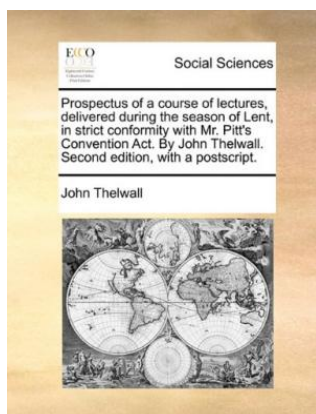 ECCO
Social Sciences
Prospectus of a course of lectures,
delivered during the season of Lent,
in strict conformity with Mr. Pitt's
Convention Act. By John Thelwall.
Second edition, with a postscript.
John Thelwall